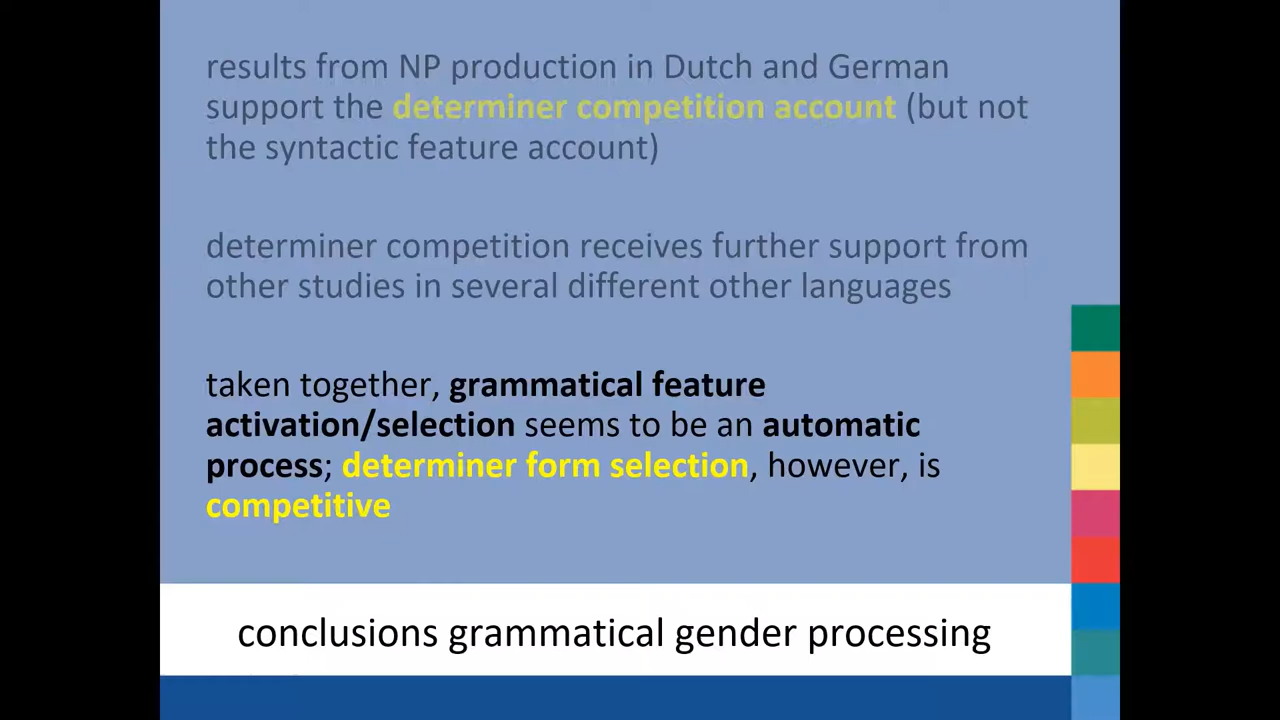 results from NP production in Dutch and German
support the determiner competition account (but not
the syntactic feature account)
determiner competition receives further support from
other studies in several different other languages
taken together, grammatical feature
activation/selection seems to be an automatic
process; determiner form selection, however, is
competitive
conclusions grammatical gender processing